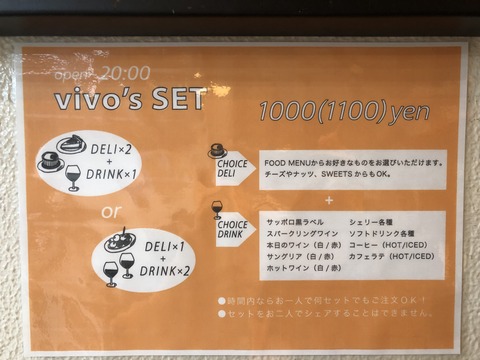 open~20:00
vivo's SET
1000(1100)yen
DELI×2
+
DRINK×1
or
DELI×1
+
DRINK×2
CHOICE
DELI
FOOD MENUからお好きなものをお選びいただけます。
チーズやナッツ、SWEETSからもOK。
+
CHOICE
DRINK
サッポロ黒ラベル　シェリー各種
スパークリングワイン　ソフトドリンク各種
本日のワイン（白 / 赤）　コーヒー（HOT/ICED）
サングリア（白 / 赤）　カフェラテ（HOT/ICED）
ホットワイン（白 / 赤）
●時間内ならお一人で何セットでもご注文OK！
●セットをお二人でシェアすることはできません。